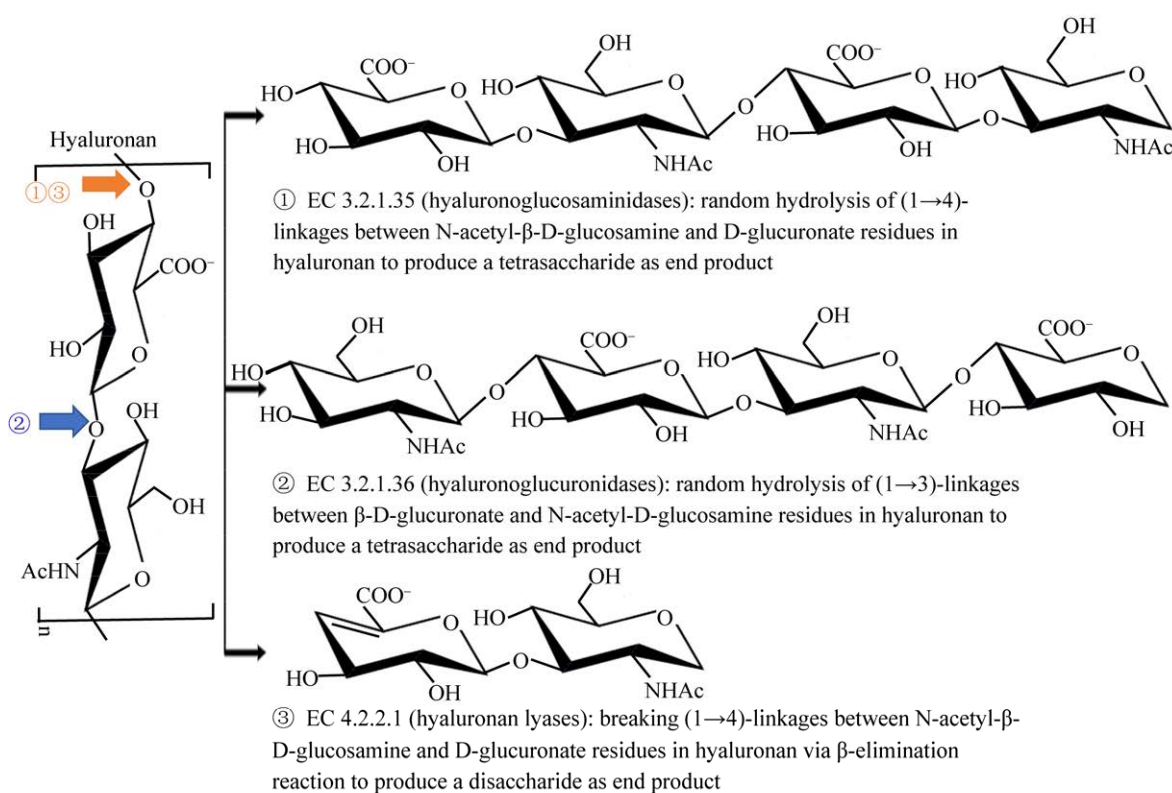 Hyaluronan
①③
O
OH
COO⁻
HO
O
②
O
OH
OH
AcHN
O
n
OH
OH
COO⁻
COO⁻
HO
O
HO
O
O
HO
O
HO
O
HO
O
HO
O
OH
NHAc
OH
NHAc
① EC 3.2.1.35 (hyaluronoglucosaminidases): random hydrolysis of (1→4)-
linkages between N-acetyl-β-D-glucosamine and D-glucuronate residues in
hyaluronan to produce a tetrasaccharide as end product
OH
COO⁻
OH
COO⁻
HO
O
O
HO
O
O
HO
O
HO
O
O
HO
NHAc
OH
NHAc
OH
② EC 3.2.1.36 (hyaluronoglucuronidases): random hydrolysis of (1→3)-linkages
between β-D-glucuronate and N-acetyl-D-glucosamine residues in hyaluronan to
produce a tetrasaccharide as end product
OH
COO⁻
O
HO
O
HO
O
OH
NHAc
③ EC 4.2.2.1 (hyaluronan lyases): breaking (1→4)-linkages between N-acetyl-β-
D-glucosamine and D-glucuronate residues in hyaluronan via β-elimination
reaction to produce a disaccharide as end product